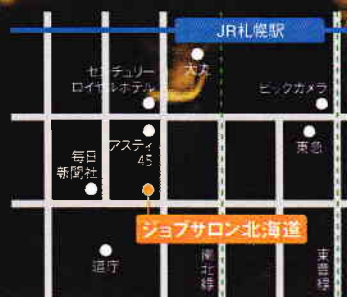 JR札幌駅
大丸
センチュリー
ロイヤルホテル
ビックカメラ
アスティ
45
東急
毎日
新聞社
ジョブサロン北海道
道庁
南北線
東豊線